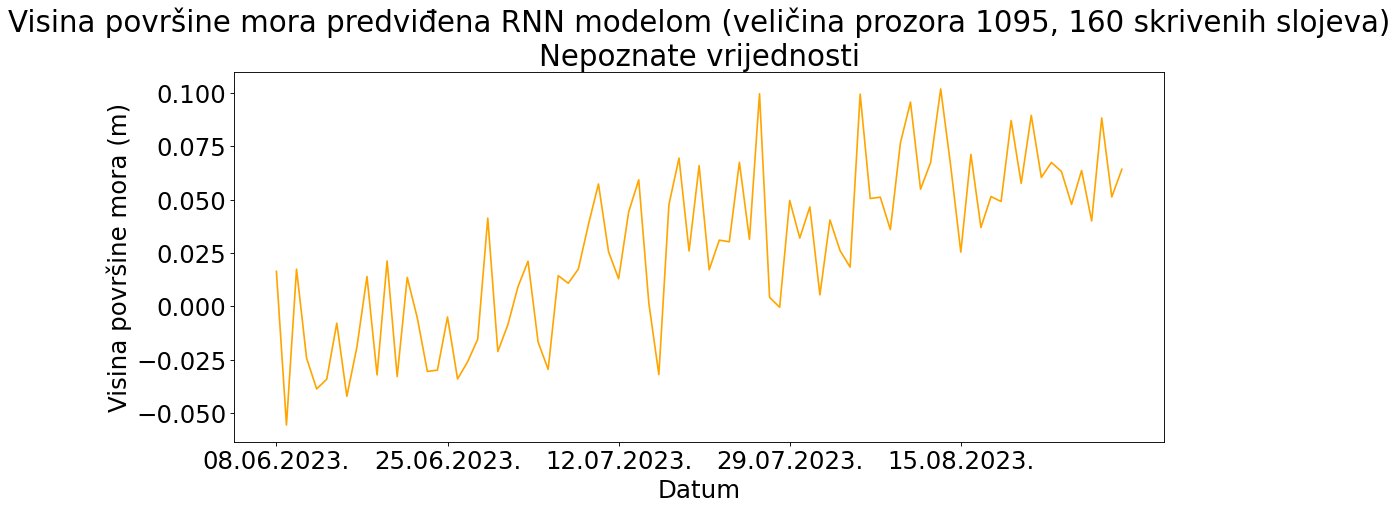 Visina površine mora predviđena RNN modelom (veličina prozora 1095, 160 skrivenih slojeva)
Nepoznate vrijednosti
Visina površine mora (m)
0.100
0.075
0.050
0.025
0.000
−0.025
−0.050
08.06.2023. 25.06.2023. 12.07.2023. 29.07.2023. 15.08.2023.
Datum